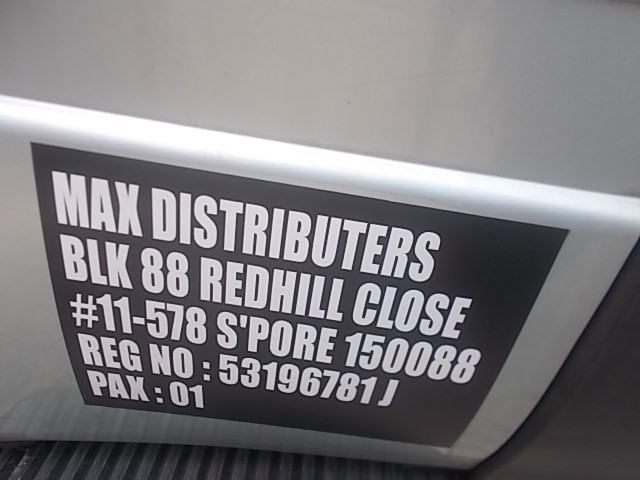 MAX DISTRIBUTERS
BLK 88 REDHILL CLOSE
#11-578 S'PORE 150088
REG NO : 53196781 J
PAX : 01